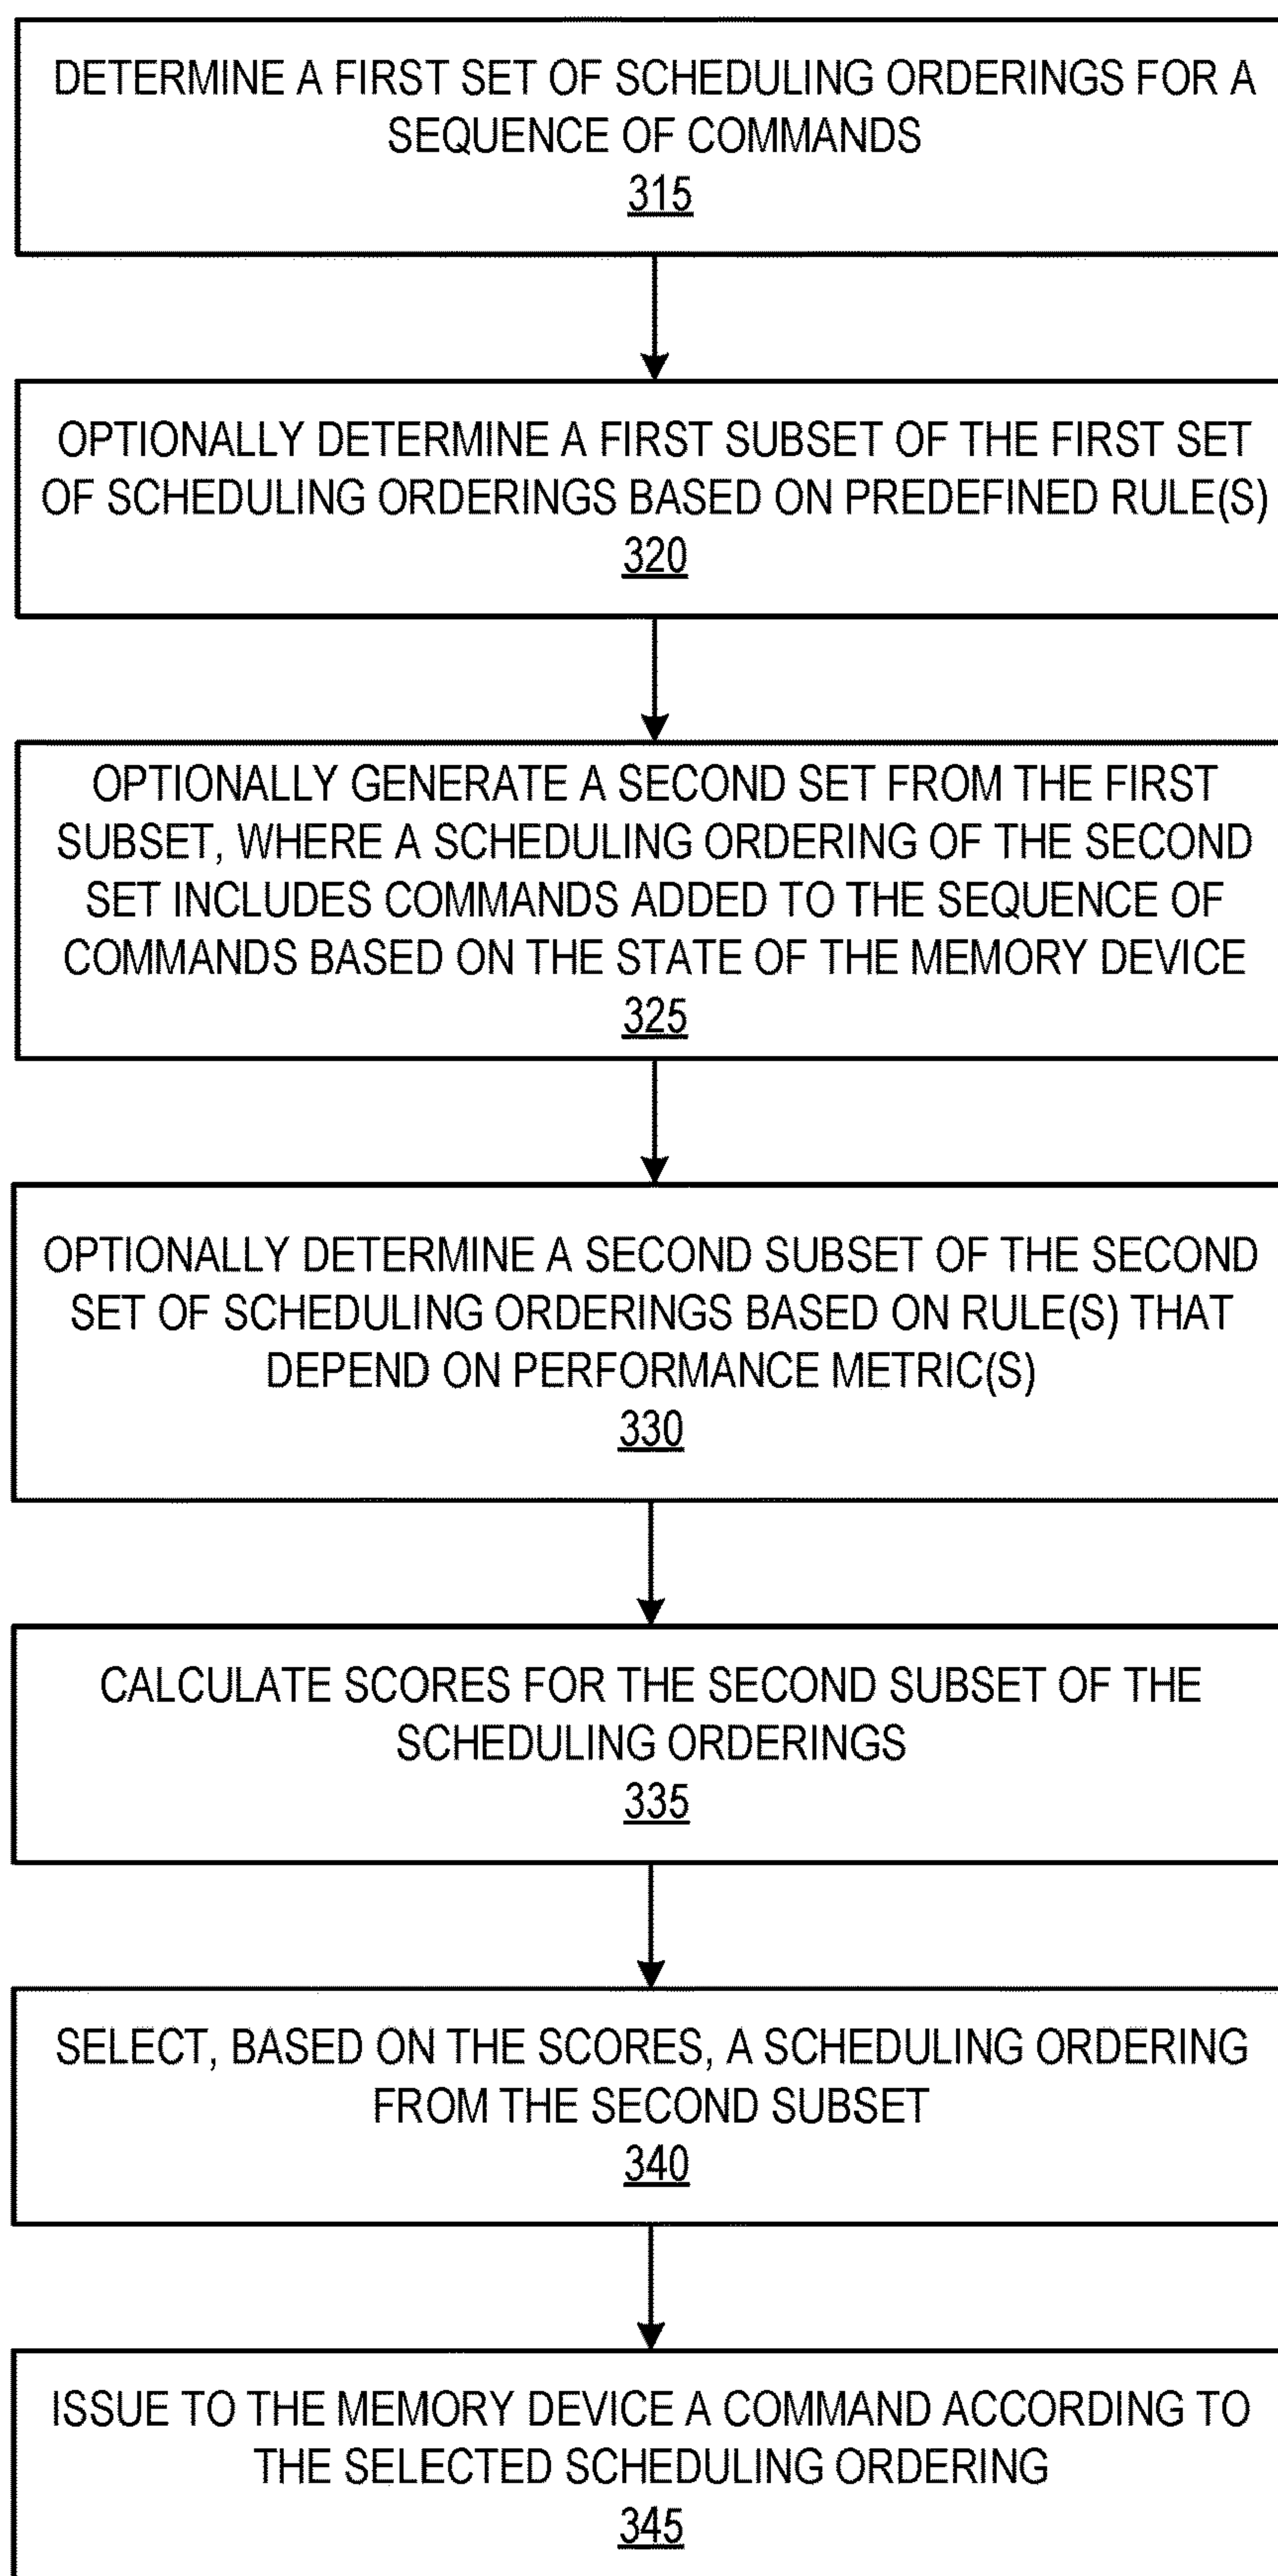 DETERMINE A FIRST SET OF SCHEDULING ORDERINGS FOR A
SEQUENCE OF COMMANDS
315
OPTIONALLY DETERMINE A FIRST SUBSET OF THE FIRST SET
OF SCHEDULING ORDERINGS BASED ON PREDEFINED RULE(S)
320
OPTIONALLY GENERATE A SECOND SET FROM THE FIRST
SUBSET, WHERE A SCHEDULING ORDERING OF THE SECOND
SET INCLUDES COMMANDS ADDED TO THE SEQUENCE OF
COMMANDS BASED ON THE STATE OF THE MEMORY DEVICE
325
OPTIONALLY DETERMINE A SECOND SUBSET OF THE SECOND
SET OF SCHEDULING ORDERINGS BASED ON RULE(S) THAT
DEPEND ON PERFORMANCE METRIC(S)
330
CALCULATE SCORES FOR THE SECOND SUBSET OF THE
SCHEDULING ORDERINGS
335
SELECT, BASED ON THE SCORES, A SCHEDULING ORDERING
FROM THE SECOND SUBSET
340
ISSUE TO THE MEMORY DEVICE A COMMAND ACCORDING TO
THE SELECTED SCHEDULING ORDERING
345